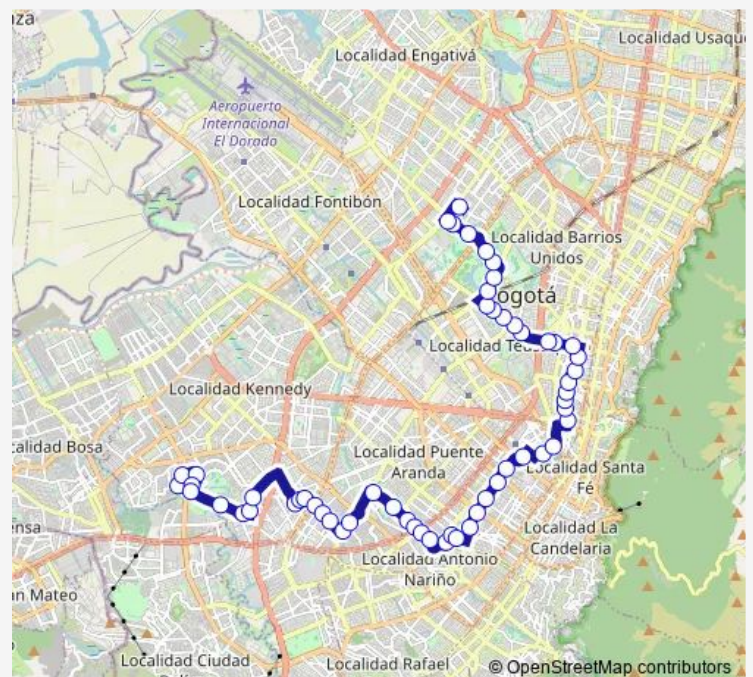 Localidad Usaqu
Localidad Engativá
Aeropuerto
Internacional
El Dorado
Localidad Fontibón
Localidad Barrios
Unidos
ogotá
Localidad Teus
Localidad Kennedy
calidad Bosa
Localidad Puente
Aranda
Localidad Santa
Fé
ensa
Localidad La
Candelaria
Localidad Antonio
Nariño
an Mateo
Localidad Ciudad
Localidad Rafael
© OpenStreetMap contributors